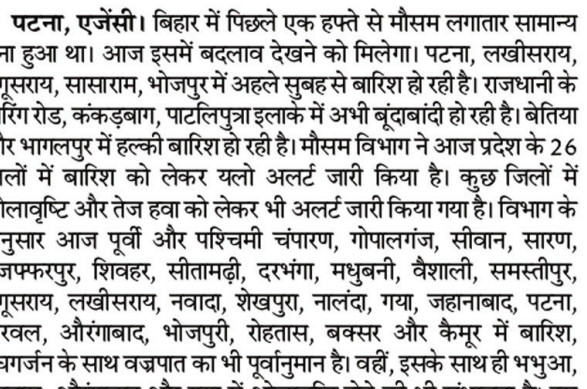 पटना, एजेंसी। बिहार में पिछले एक हफ्ते से मौसम लगातार सामान्य
ना हुआ था। आज इसमें बदलाव देखने को मिलेगा। पटना, लखीसराय,
गूसराय, सासाराम, भोजपुर में अहले सुबह से बारिश हो रही है। राजधानी के
रिंग रोड, कंकड़बाग, पाटलिपुत्रा इलाके में अभी बूंदाबांदी हो रही है। बेतिया
र भागलपुर में हल्की बारिश हो रही है। मौसम विभाग ने आज प्रदेश के 26
लों में बारिश को लेकर यलो अलर्ट जारी किया है। कुछ जिलों में
लावृष्टि और तेज हवा को लेकर भी अलर्ट जारी किया गया है। विभाग के
नुसार आज पूर्वी और पश्चिमी चंपारण, गोपालगंज, सीवान, सारण,
जफ्फरपुर, शिवहर, सीतामढ़ी, दरभंगा, मधुबनी, वैशाली, समस्तीपुर,
गूसराय, लखीसराय, नवादा, शेखपुरा, नालंदा, गया, जहानाबाद, पटना,
रवल, औरंगाबाद, भोजपुरी, रोहतास, बक्सर और कैमूर में बारिश,
घगर्जन के साथ वज्रपात का भी पूर्वानुमान है। वहीं, इसके साथ ही भभुआ,